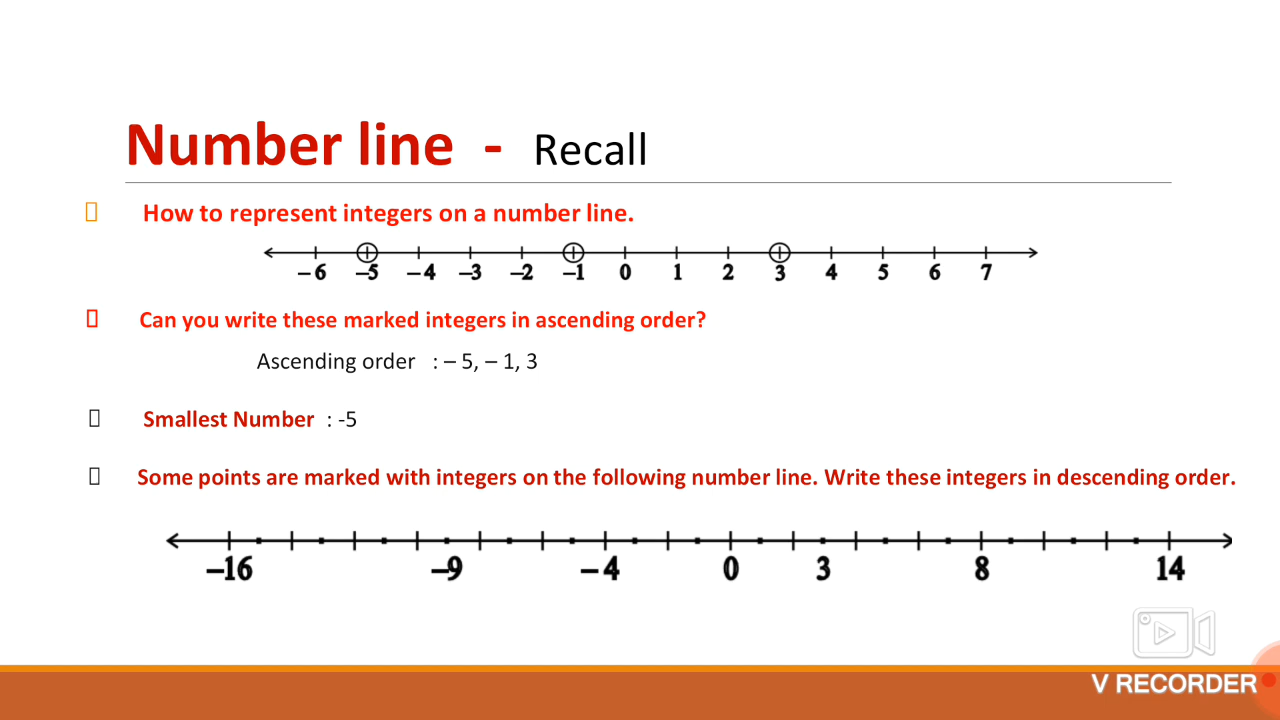 Number line - Recall
How to represent integers on a number line.
–6 –5 –4 –3 –2 –1 0 1 2 3 4 5 6 7
Can you write these marked integers in ascending order?
Ascending order : – 5, – 1, 3
Smallest Number : -5
Some points are marked with integers on the following number line. Write these integers in descending order.
–16 –9 –4 0 3 8 14
V RECORDER